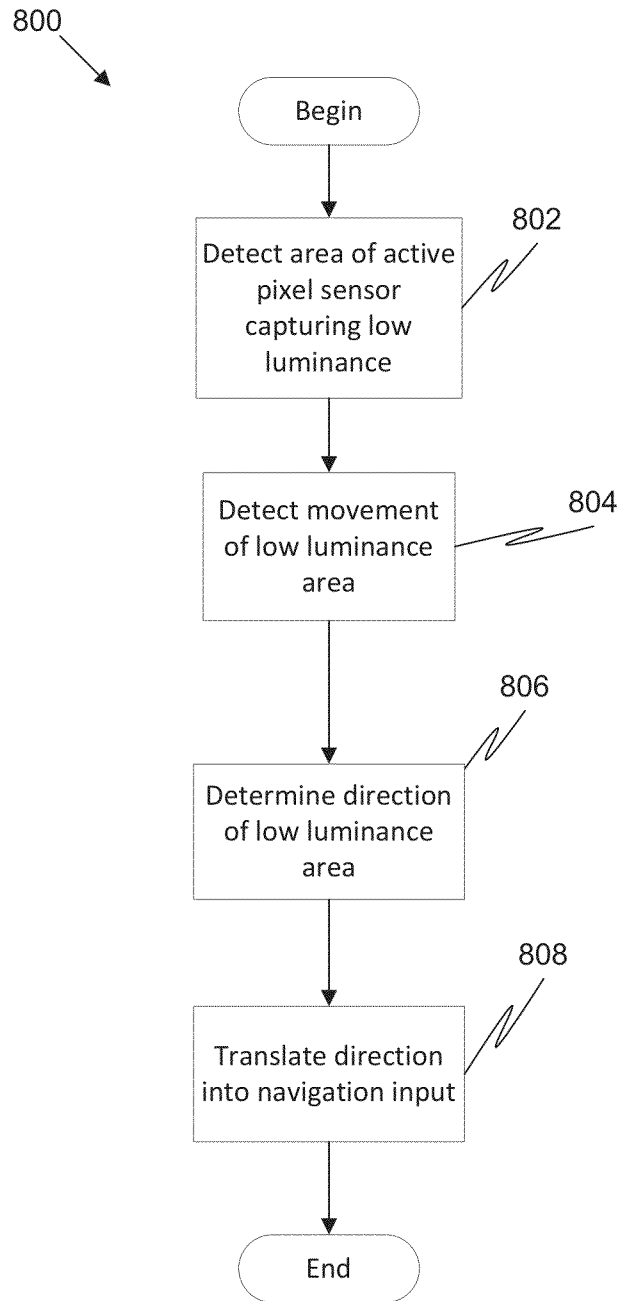 800
Begin
802
Detect area of active
pixel sensor
capturing low
luminance
804
Detect movement
of low luminance
area
806
Determine direction
of low luminance
area
808
Translate direction
into navigation input
End